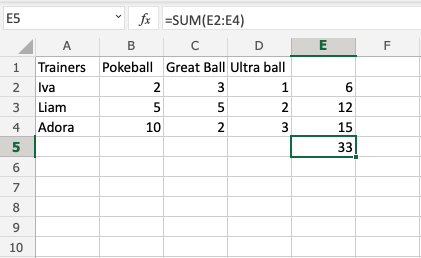 E5 fx =SUM(E2:E4)
A B C D E F
1 Trainers Pokeball Great Ball Ultra ball
2 Iva 2 3 1 6
3 Liam 5 5 2 12
4 Adora 10 2 3 15
5 33
6
7
8
9
10